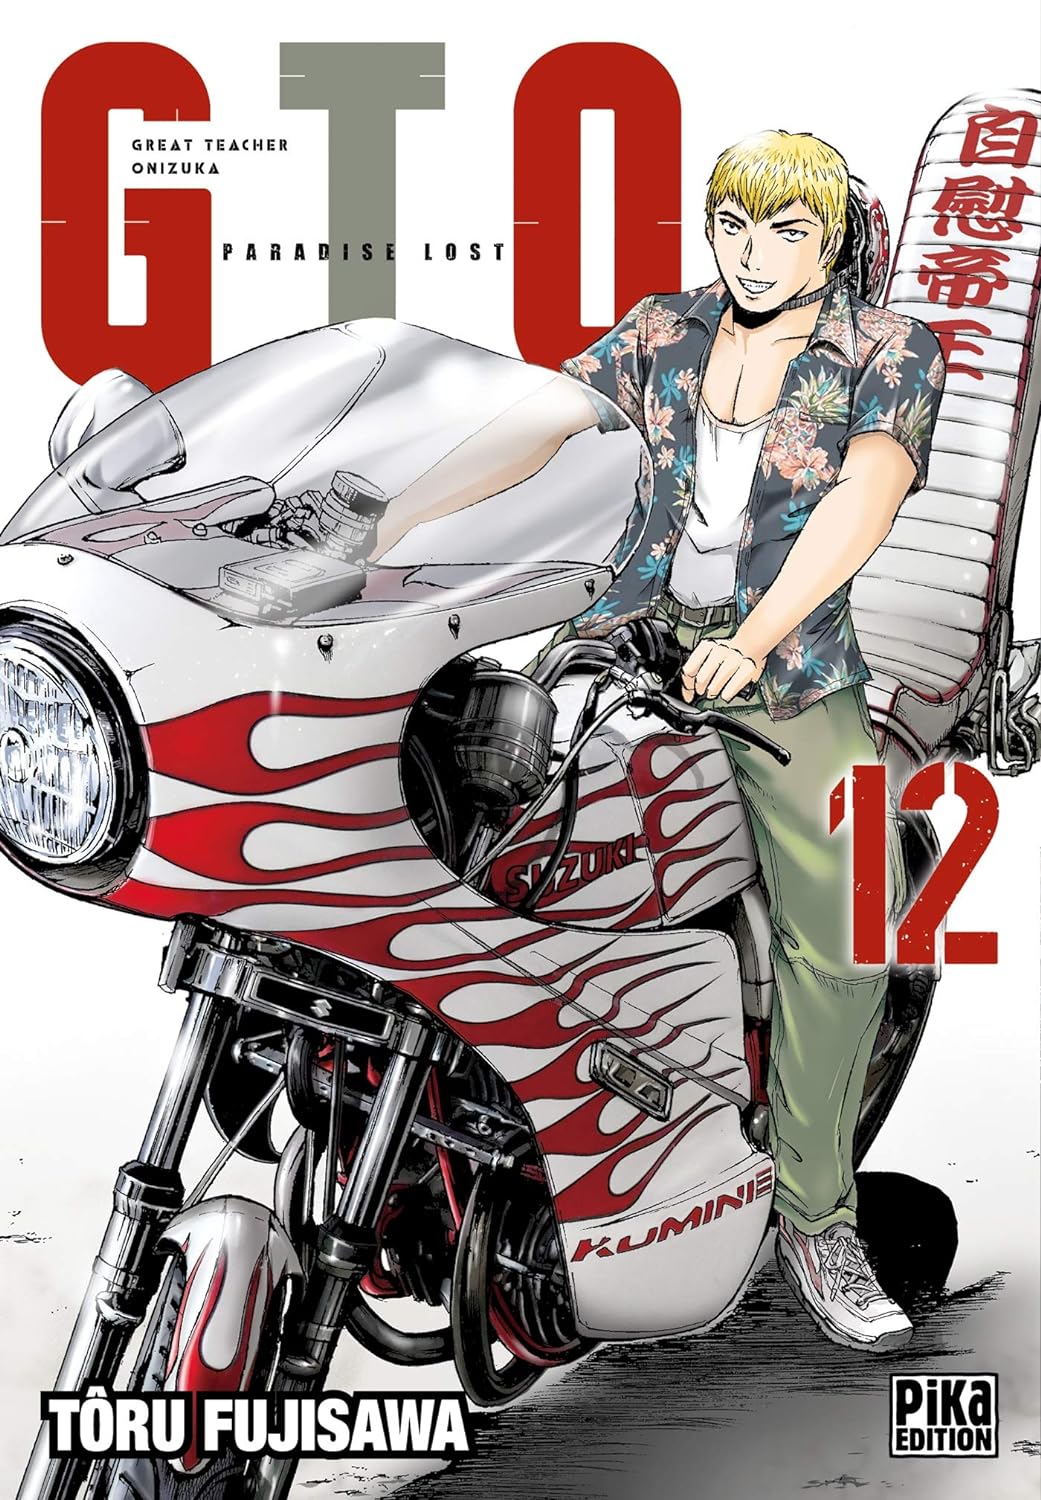 GTO
GREAT TEACHER
ONIZUKA
PARADISE LOST
自慰帝王
SUZUKI
12
KUMINIE
TÔRU FUJISAWA
PiKa
EDITION